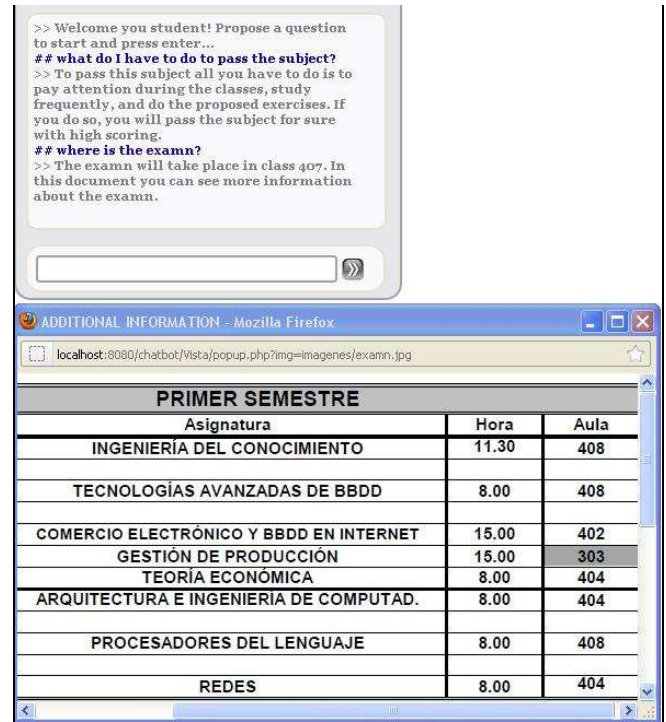 >> Welcome you student! Propose a question
to start and press enter...
## what do I have to do to pass the subject?
>> To pass this subject all you have to do is to
pay attention during the classes, study
frequently, and do the proposed exercises. If
you do so, you will pass the subject for sure
with high scoring.
## where is the examn?
>> The examn will take place in class 407. In
this document you can see more information
about the examn.
ADDITIONAL INFORMATION - Mozilla Firefox
localhost:8080/chatbot/Vista/popup.php?img=imagenes/examn.jpg
PRIMER SEMESTRE
Asignatura Hora Aula
INGENIERÍA DEL CONOCIMIENTO 11.30 408
TECNOLOGÍAS AVANZADAS DE BBDD 8.00 408
COMERCIO ELECTRÓNICO Y BBDD EN INTERNET 15.00 402
GESTIÓN DE PRODUCCIÓN 15.00 303
TEORÍA ECONÓMICA 8.00 404
ARQUITECTURA E INGENIERÍA DE COMPUTAD. 8.00 404
PROCESADORES DEL LENGUAJE 8.00 408
REDES 8.00 404